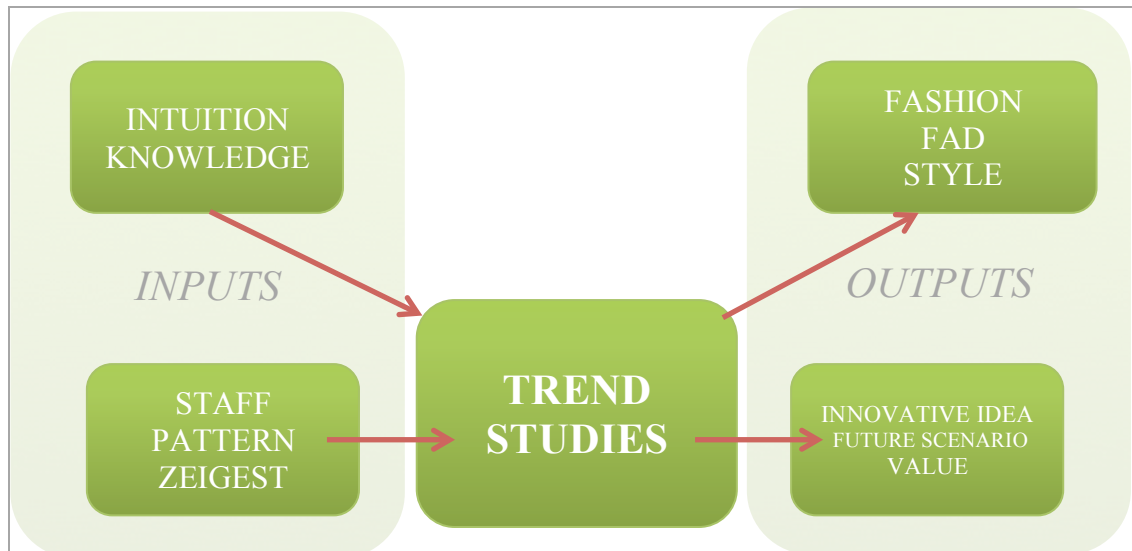 INTUITION
KNOWLEDGE
INPUTS
STAFF
PATTERN
ZEIGEST
TREND
STUDIES
FASHION
FAD
STYLE
OUTPUTS
INNOVATIVE IDEA
FUTURE SCENARIO
VALUE